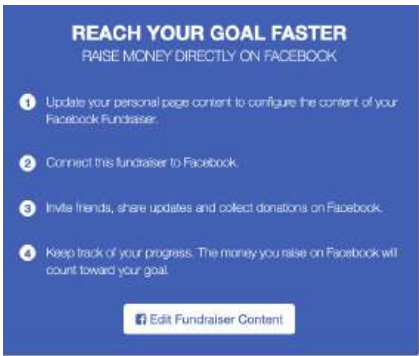 REACH YOUR GOAL FASTER
RAISE MONEY DIRECTLY ON FACEBOOK
1 Update your personal page content to configure the content of your
Facebook Fundraiser.
2 Connect this fundraiser to Facebook.
3 Invite friends, share updates and collect donations on Facebook.
4 Keep track of your progress. The money you raise on Facebook will
count toward your goal.
Edit Fundraiser Content